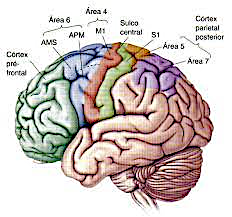 Área 4
Área 6
Córtex
parietal
posterior
AMS
APM
M1
Sulco
central
S1
Área 5
Área 7
Córtex
pré-
frontal